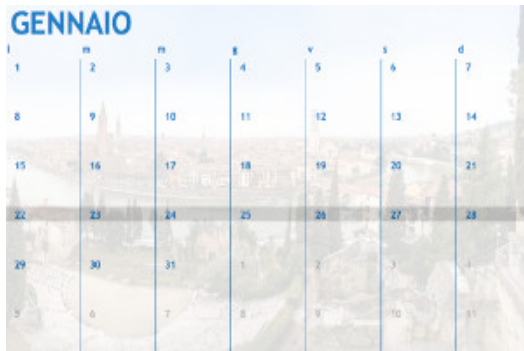 GENNAIO
l m m g v s d
1 2 3 4 5 6 7
8 9 10 11 12 13 14
15 16 17 18 19 20 21
22 23 24 25 26 27 28
29 30 31 1 2 3 4
5 6 7 8 9 10 11